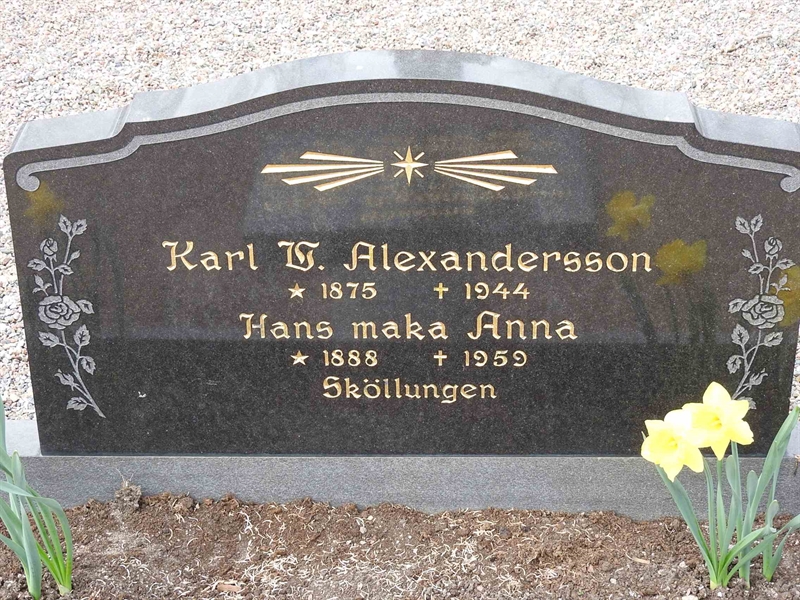 Karl V. Alexandersson
★ 1875 ✝ 1944
Hans maka Anna
★ 1888 ✝ 1959
Sköllungen